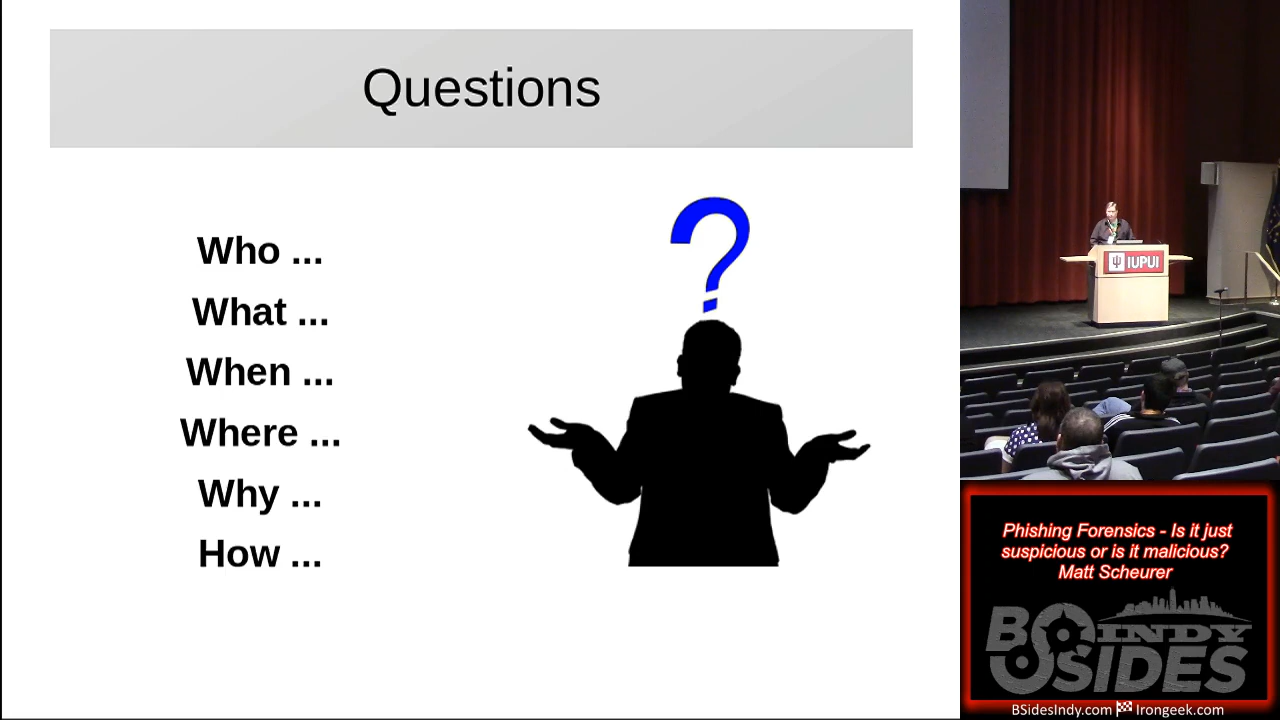 Questions
Who ...
What ...
When ...
Where ...
Why ...
How ...
?
IUPUI
Phishing Forensics - Is it just
suspicious or is it malicious?
Matt Scheurer
BSIDES
INDY
BSidesIndy.com Irongeek.com